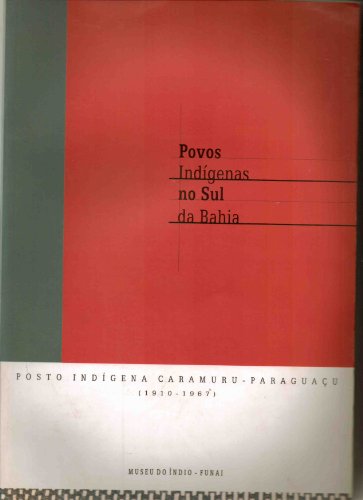 Povos
Indígenas
no Sul
da Bahia
POSTO INDÍGENA CARAMURU-PARAGUAÇU
(1910-1967)
MUSEU DO ÍNDIO - FUNAI